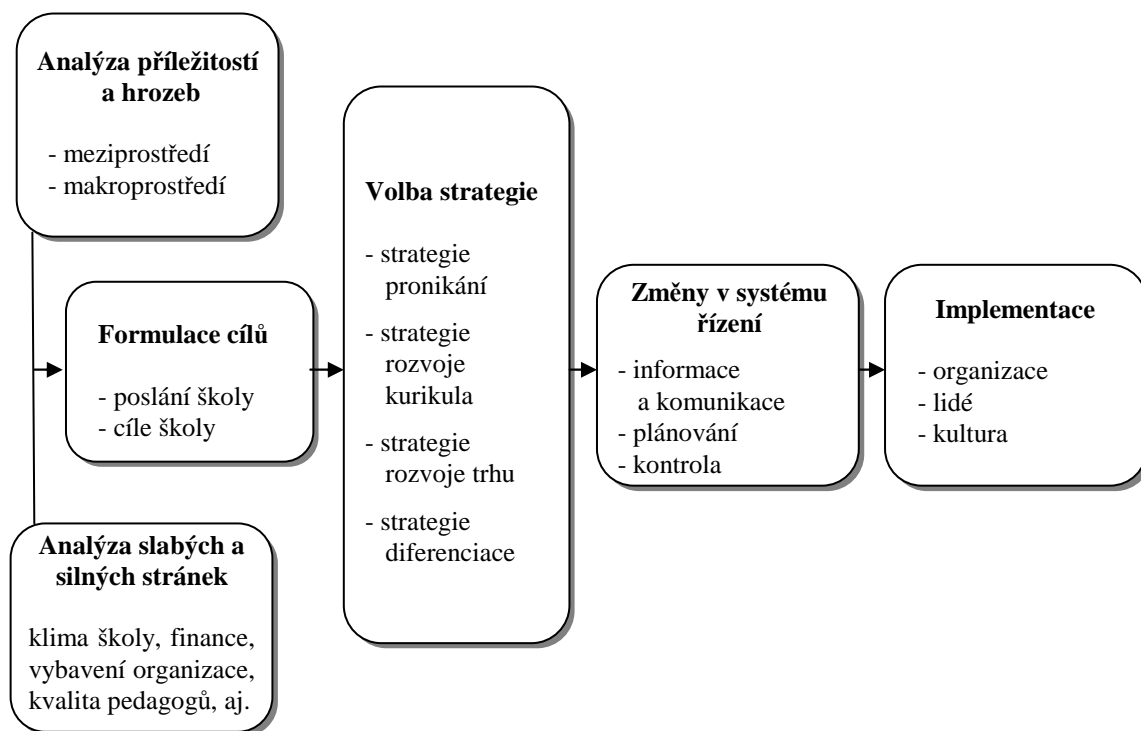 Analýza příležitostí
a hrozeb
- meziprostředí
- makroprostředí
Formulace cílů
- poslání školy
- cíle školy
Analýza slabých a
silných stránek
klima školy, finance,
vybavení organizace,
kvalita pedagogů, aj.
Volba strategie
- strategie
pronikání
- strategie
rozvoje
kurikula
- strategie
rozvoje trhu
- strategie
diferenciace
Změny v systému
řízení
- informace
a komunikace
- plánování
- kontrola
Implementace
- organizace
- lidé
- kultura